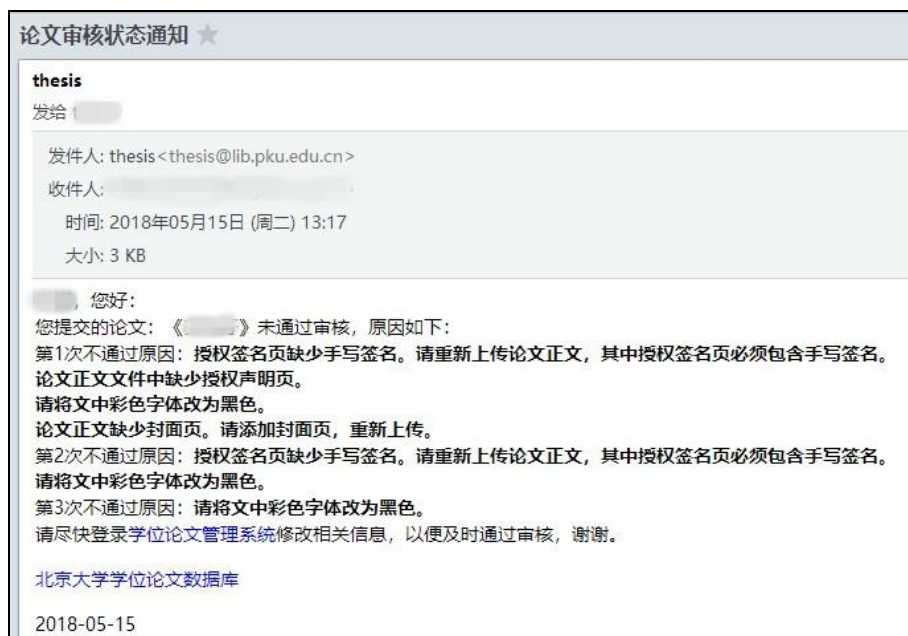 论文审核状态通知
thesis
发给
发件人: thesis<thesis@lib.pku.edu.cn>
收件人:
时间: 2018年05月15日 (周二) 13:17
大小: 3 KB
，您好：
您提交的论文：《》未通过审核，原因如下：
第1次不通过原因：授权签名页缺少手写签名。请重新上传论文正文，其中授权签名页必须包含手写签名。
论文正文文件中缺少授权声明页。
请将文中彩色字体改为黑色。
论文正文缺少封面页。请添加封面页，重新上传。
第2次不通过原因：授权签名页缺少手写签名。请重新上传论文正文，其中授权签名页必须包含手写签名。
请将文中彩色字体改为黑色。
第3次不通过原因：请将文中彩色字体改为黑色。
请尽快登录学位论文管理系统修改相关信息，以便及时通过审核，谢谢。
北京大学学位论文数据库
2018-05-15